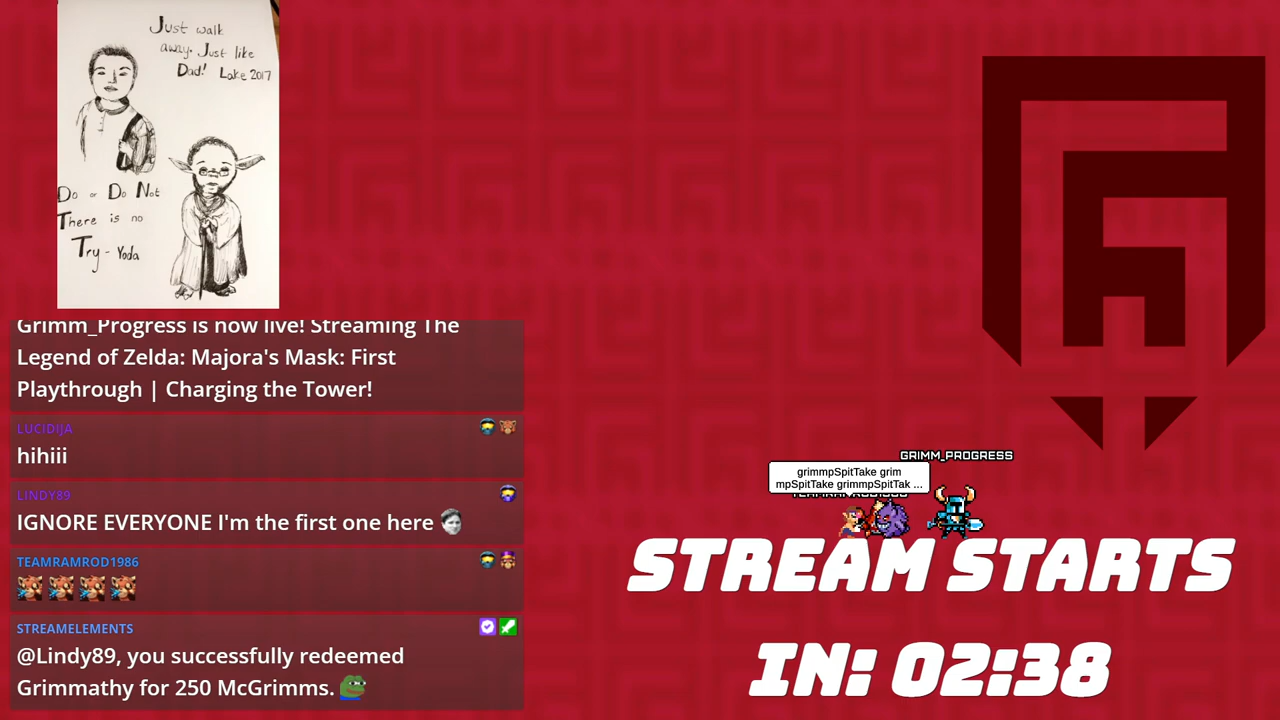 Just walk
away. Just like
Dad! Lake 2017
Do or Do Not
There is no
Try - Yoda
Grimm_Progress is now live! Streaming The
Legend of Zelda: Majora's Mask: First
Playthrough | Charging the Tower!
LUCIDIJA
hihiii
LINDY89
IGNORE EVERYONE I'm the first one here
TEAMRAMROD1986
STREAMELEMENTS
@Lindy89, you successfully redeemed
Grimmathy for 250 McGrimms.
GRIMM_PROGRESS
grimmpSpitTake grim
mpSpitTake grimmpSpitTak ...
STREAM STARTS
IN: 02:38